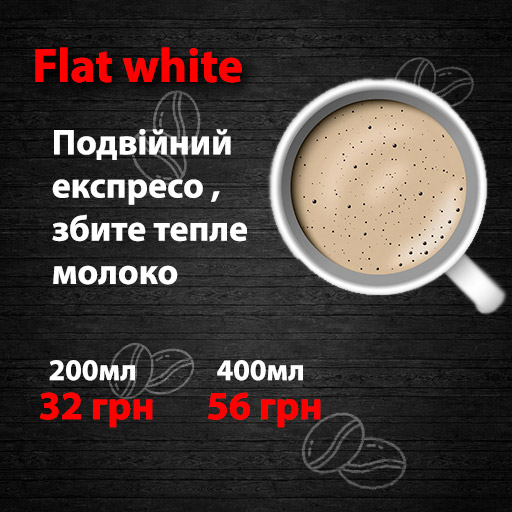 Flat white
Подвійний
експресо ,
збите тепле
молоко
200мл 400мл
32 грн 56 грн